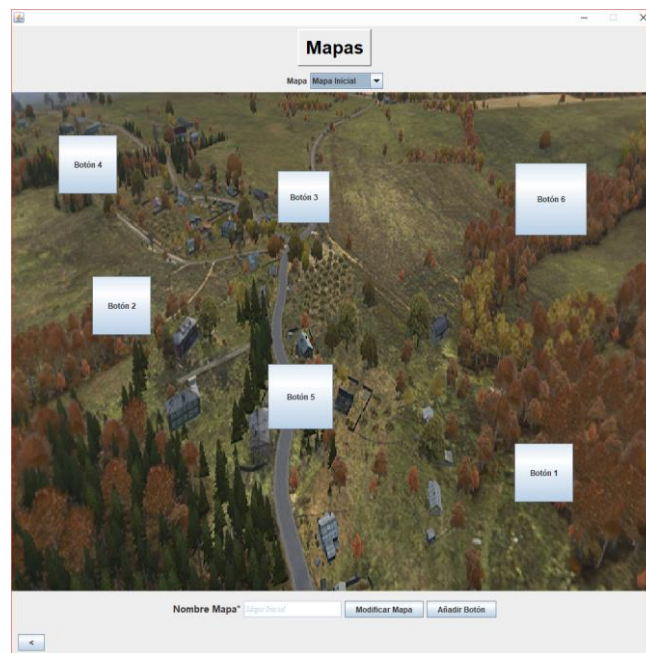 Mapas
Mapa Mapa Inicial
Botón 4
Botón 3
Botón 6
Botón 2
Botón 5
Botón 1
Nombre Mapa* Mapa Inicial Modificar Mapa Añadir Botón
<